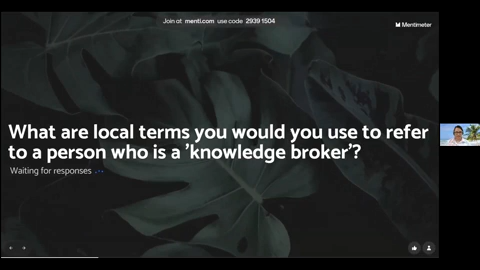 Join at menti.com use code 2939 1504
Mentimeter
What are local terms you would you use to refer
to a person who is a 'knowledge broker'?
Waiting for responses